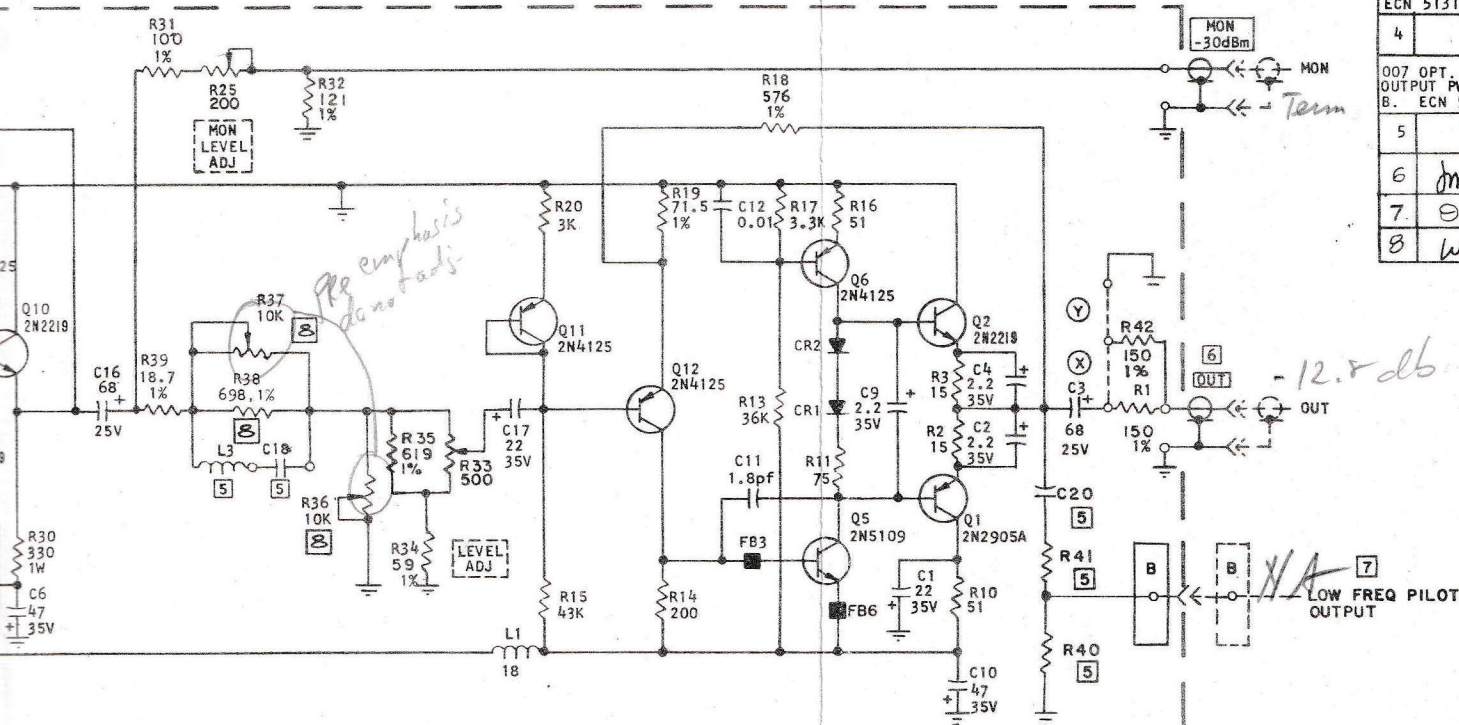 ECN 5131
4
007 OPT.
OUTPUT PW
B. ECN
5
6
7.
8
R31
100
1%
R25
200
MON
LEVEL
ADJ
R32
121
1%
R18
576
1%
MON
-30dBm
MON
Term
R20
3K
R19
71.5
1%
C12
0.01
R17
3.3K
R16
51
Q6
2N4125
25
Q10
2N2219
Pre emphasis
do not adj.
R37
10K
8
Q11
2N4125
Q12
2N4125
CR2
CR1
Q2
2N2219
R39
18.7
1%
C16
68
+
25V
R38
698,1%
8
L3
5
C18
5
R36
10K
8
R35
619
1%
R33
500
R34
59
1%
LEVEL
ADJ
+
C17
22
35V
R13
36K
C11
1.8pf
R11
75
C9
2.2
35V
+
R3
15
C4
2.2
35V
+
R2
15
C2
2.2
35V
+
C3
+
68
25V
Y
X
R42
150
1%
R1
150
1%
6
OUT
OUT
-12.8 db
R30
330
1W
C6
47
+ 35V
R15
43K
R14
200
FB3
Q5
2N5109
FB6
Q1
2N2905A
C1
22
+ 35V
R10
51
C20
5
R41
5
R40
5
B
B
N/A
7
LOW FREQ PILOT
OUTPUT
L1
18
C10
47
+ 35V